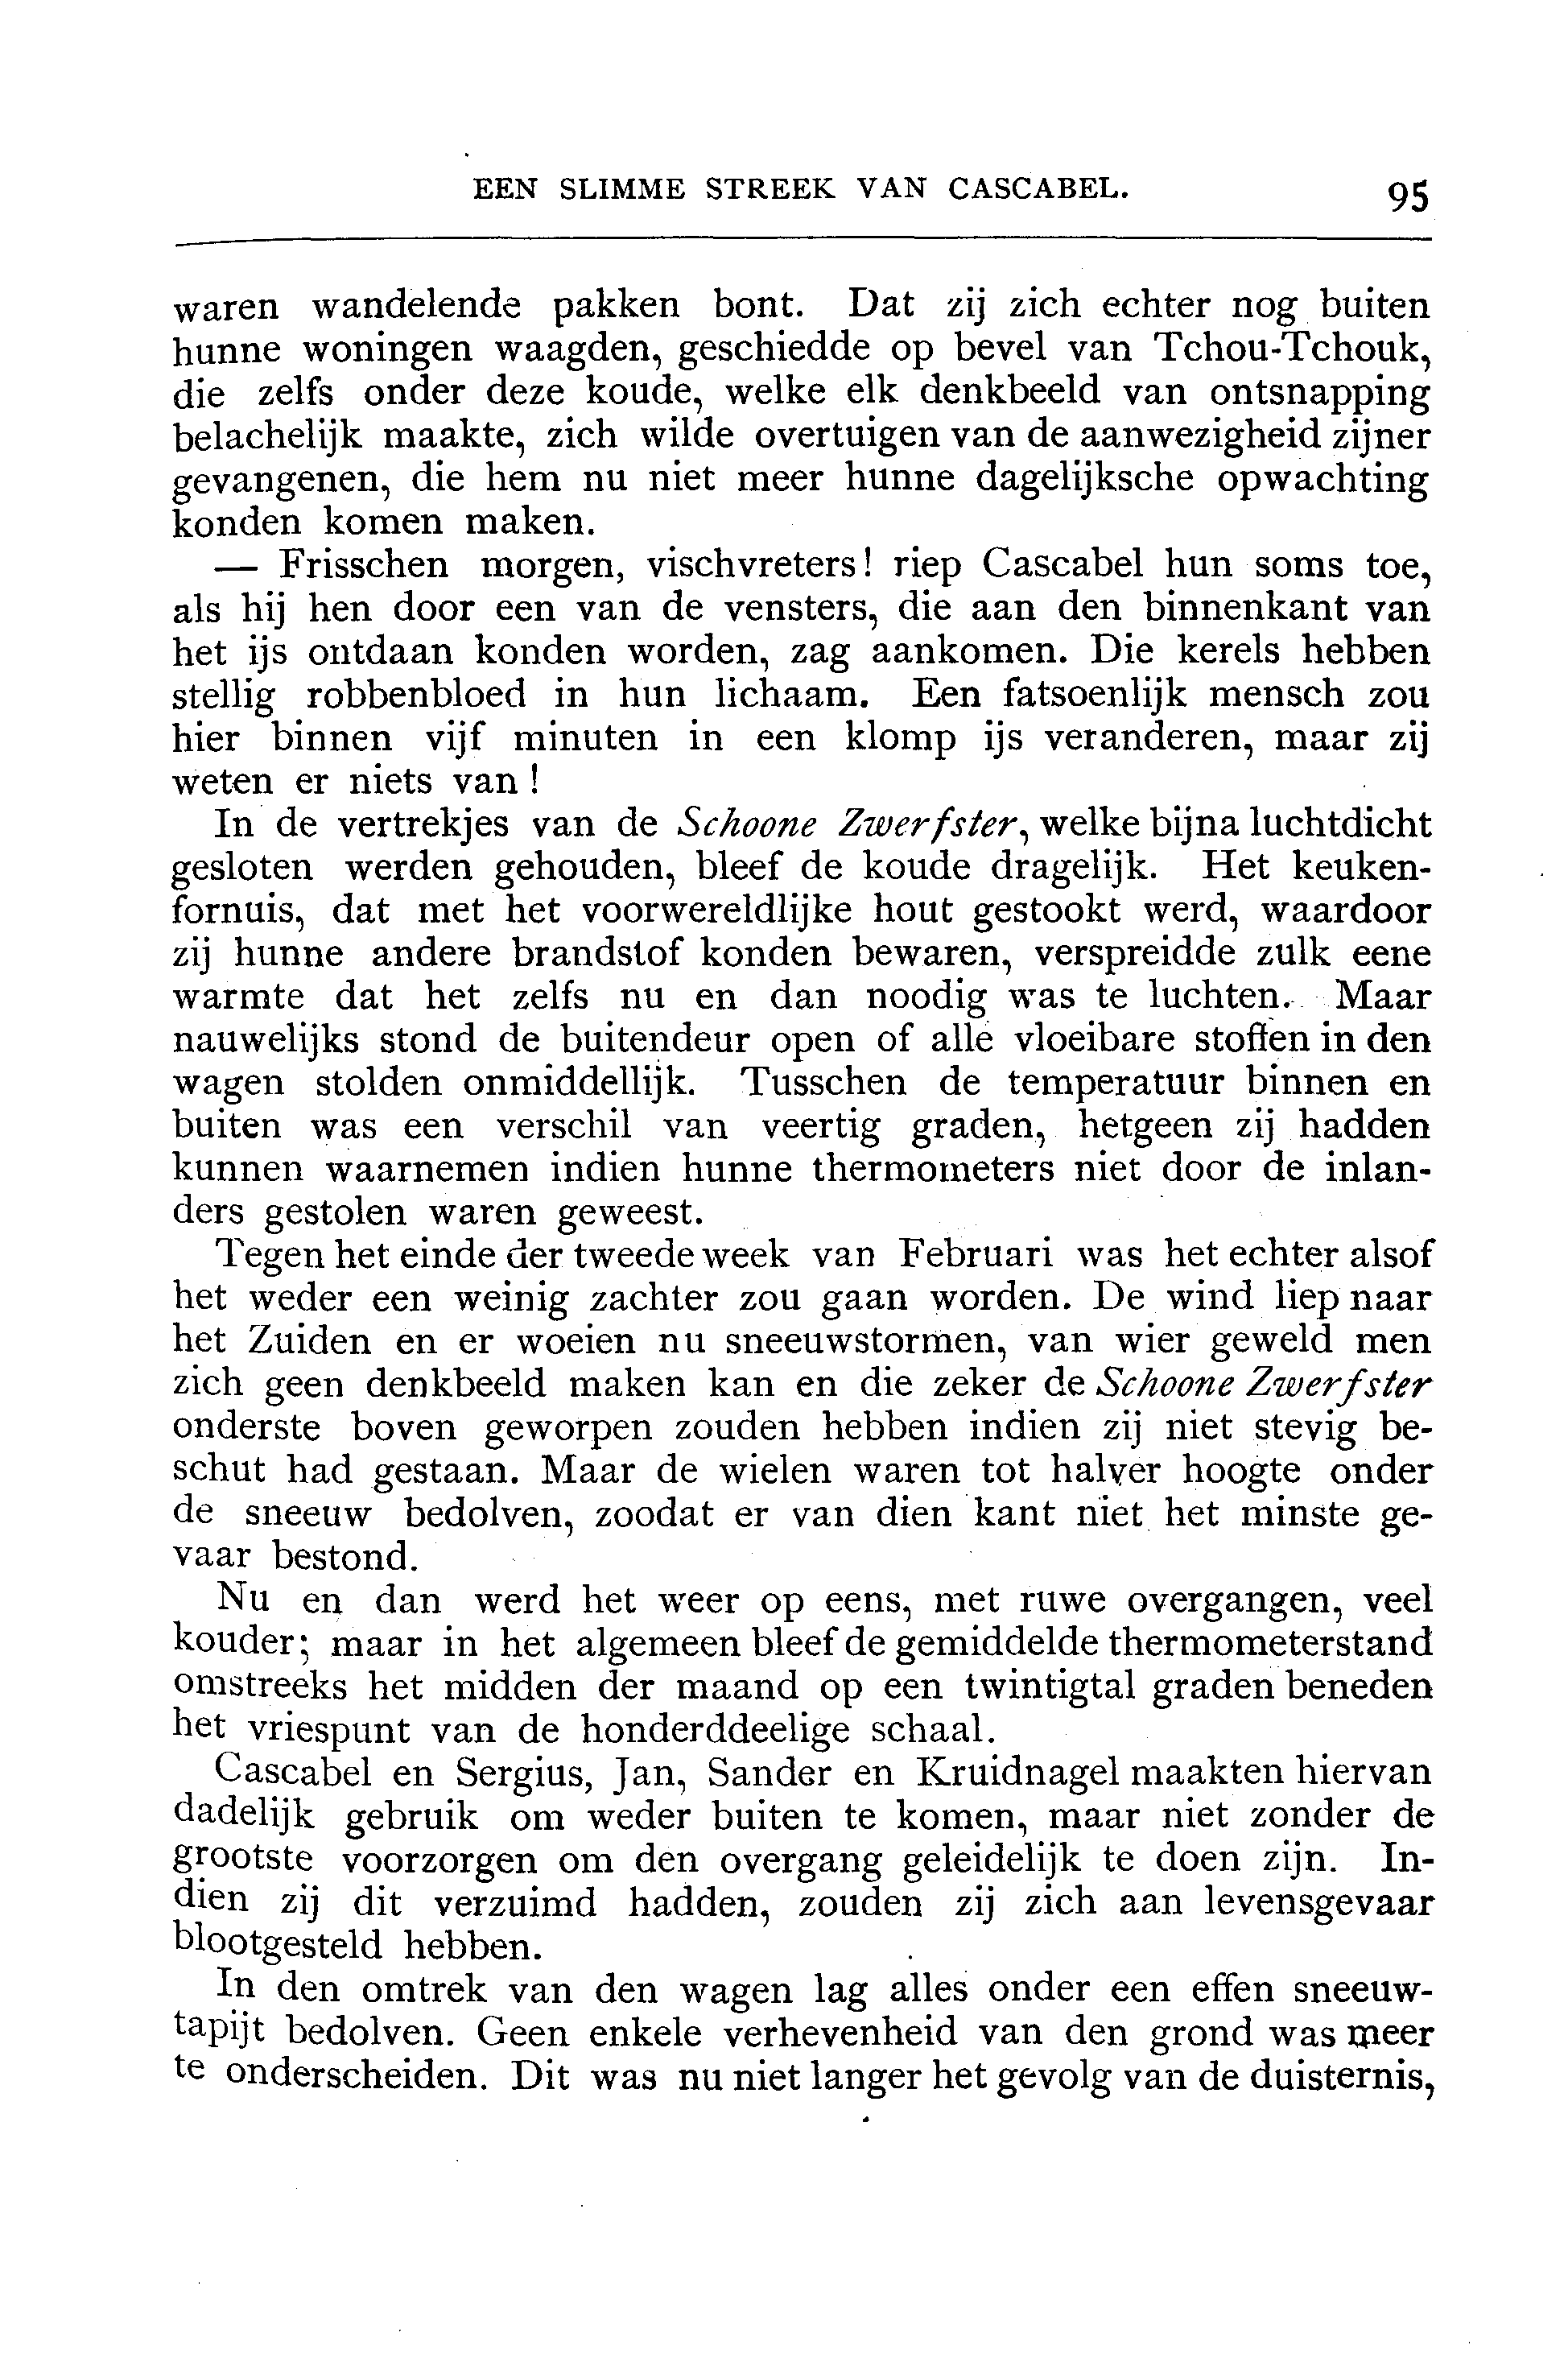 EEN SLIMME STREEK VAN CASCABEL. 95
waren wandelende pakken bont. Dat zij zich echter nog buiten
hunne woningen waagden, geschiedde op bevel van Tchou-Tchouk,
die zelfs onder deze koude, welke elk denkbeeld van ontsnapping
belachelijk maakte, zich wilde overtuigen van de aanwezigheid zijner
gevangenen, die hem nu niet meer hunne dagelijksche opwachting
konden komen maken.
— Frisschen morgen, vischvreters! riep Cascabel hun soms toe,
als hij hen door een van de vensters, die aan den binnenkant van
het ijs ontdaan konden worden, zag aankomen. Die kerels hebben
stellig robbenbloed in hun lichaam. Een fatsoenlijk mensch zou
hier binnen vijf minuten in een klomp ijs veranderen, maar zij
weten er niets van!
In de vertrekjes van de Schoone Zwerfster, welke bijna luchtdicht
gesloten werden gehouden, bleef de koude dragelijk. Het keuken-
fornuis, dat met het voorwereldlijke hout gestookt werd, waardoor
zij hunne andere brandstof konden bewaren, verspreidde zulk eene
warmte dat het zelfs nu en dan noodig was te luchten. Maar
nauwelijks stond de buitendeur open of alle vloeibare stoffen in den
wagen stolden onmiddellijk. Tusschen de temperatuur binnen en
buiten was een verschil van veertig graden, hetgeen zij hadden
kunnen waarnemen indien hunne thermometers niet door de inlan-
ders gestolen waren geweest.
Tegen het einde der tweede week van Februari was het echter alsof
het weder een weinig zachter zou gaan worden. De wind liep naar
het Zuiden en er woeien nu sneeuwstormen, van wier geweld men
zich geen denkbeeld maken kan en die zeker de Schoone Zwerfster
onderste boven geworpen zouden hebben indien zij niet stevig be-
schut had gestaan. Maar de wielen waren tot halver hoogte onder
de sneeuw bedolven, zoodat er van dien kant niet het minste ge-
vaar bestond.
Nu en dan werd het weer op eens, met ruwe overgangen, veel
kouder; maar in het algemeen bleef de gemiddelde thermometerstand
omstreeks het midden der maand op een twintigtal graden beneden
het vriespunt van de honderddeelige schaal.
Cascabel en Sergius, Jan, Sander en Kruidnagel maakten hiervan
dadelijk gebruik om weder buiten te komen, maar niet zonder de
grootste voorzorgen om den overgang geleidelijk te doen zijn. In-
dien zij dit verzuimd hadden, zouden zij zich aan levensgevaar
blootgesteld hebben.
In den omtrek van den wagen lag alles onder een effen sneeuw-
tapijt bedolven. Geen enkele verhevenheid van den grond was meer
te onderscheiden. Dit was nu niet langer het gevolg van de duisternis,